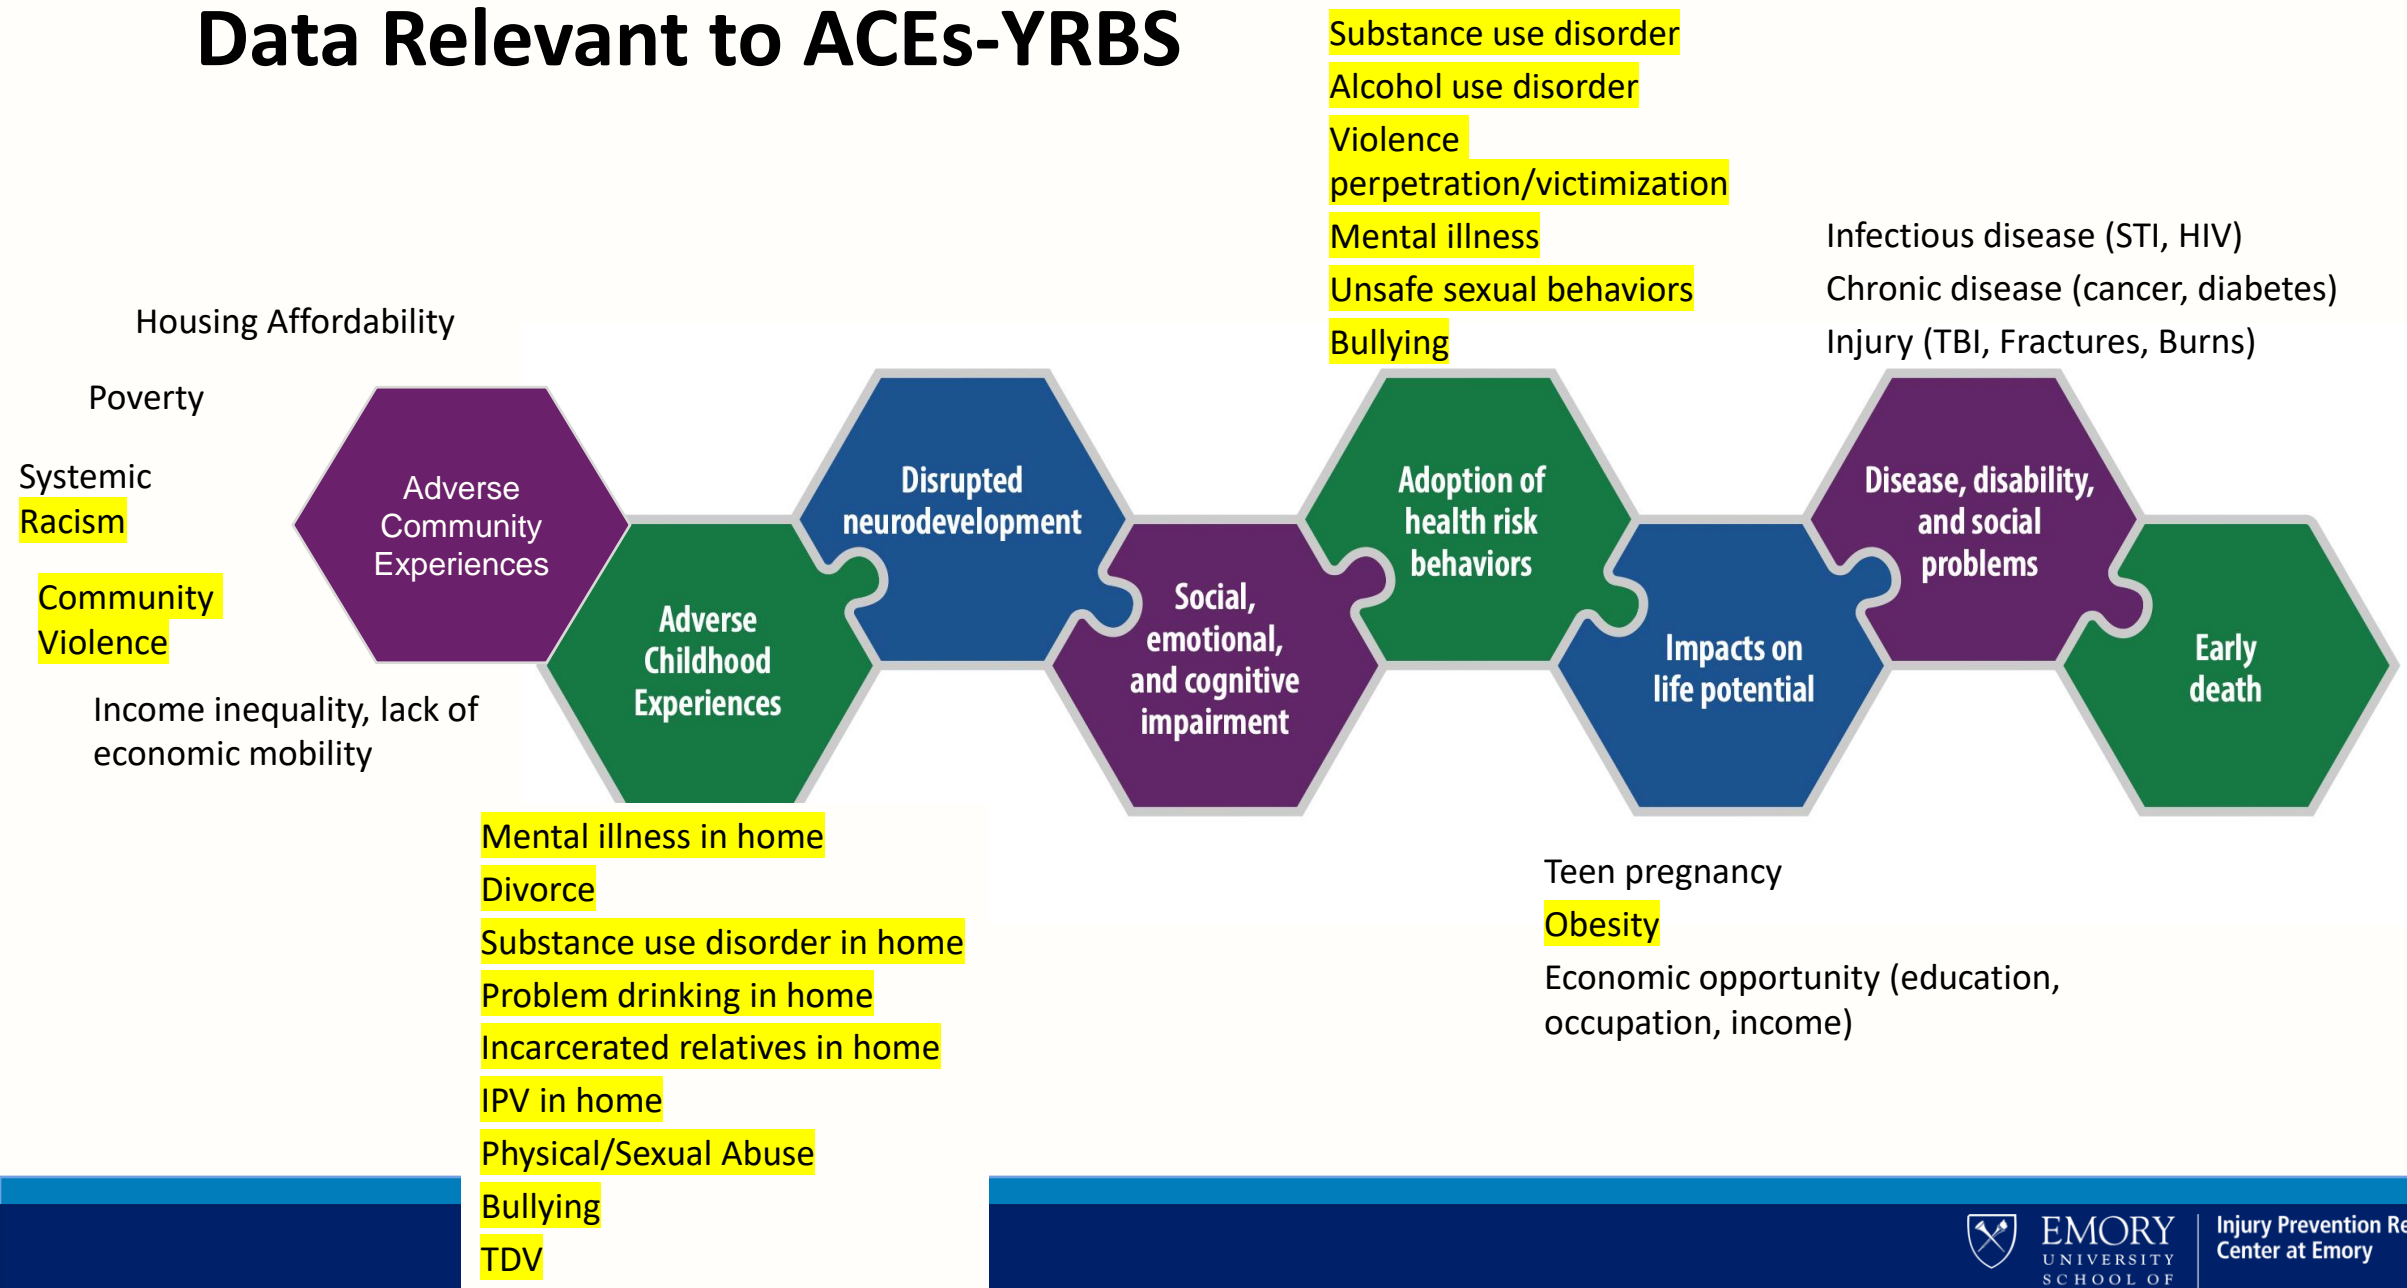 Data Relevant to ACEs-YRBS
Substance use disorder
Alcohol use disorder
Violence
perpetration/victimization
Mental illness
Unsafe sexual behaviors
Bullying
Infectious disease (STI, HIV)
Chronic disease (cancer, diabetes)
Injury (TBI, Fractures, Burns)
Housing Affordability
Poverty
Systemic
Racism
Community
Violence
Income inequality, lack of
economic mobility
Adverse
Community
Experiences
Adverse
Childhood
Experiences
Disrupted
neurodevelopment
Social,
emotional,
and cognitive
impairment
Adoption of
health risk
behaviors
Impacts on
life potential
Disease, disability,
and social
problems
Early
death
Mental illness in home
Divorce
Substance use disorder in home
Problem drinking in home
Incarcerated relatives in home
IPV in home
Physical/Sexual Abuse
Bullying
TDV
Teen pregnancy
Obesity
Economic opportunity (education,
occupation, income)
EMORY
UNIVERSITY
SCHOOL OF
Injury Prevention Re
Center at Emory